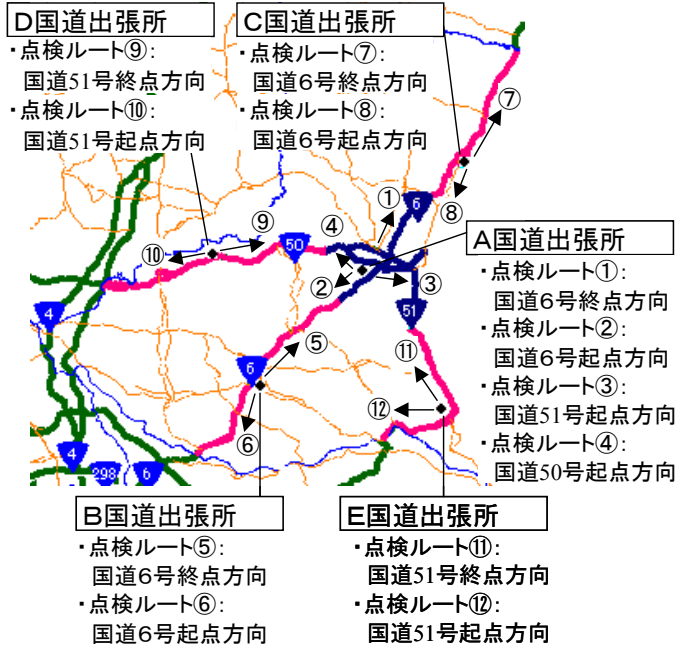 D国道出張所
・点検ルート⑨:
国道51号終点方向
・点検ルート⑩:
国道51号起点方向
C国道出張所
・点検ルート⑦:
国道6号終点方向
・点検ルート⑧:
国道6号起点方向
⑦
⑧
6
①
④
⑨
50
⑩
②
③
A国道出張所
・点検ルート①:
国道6号終点方向
・点検ルート②:
国道6号起点方向
・点検ルート③:
国道51号起点方向
・点検ルート④:
国道50号起点方向
4
51
⑤
⑪
6
⑫
⑥
4
298
6
B国道出張所
・点検ルート⑤:
国道6号終点方向
・点検ルート⑥:
国道6号起点方向
E国道出張所
・点検ルート⑪:
国道51号終点方向
・点検ルート⑫:
国道51号起点方向